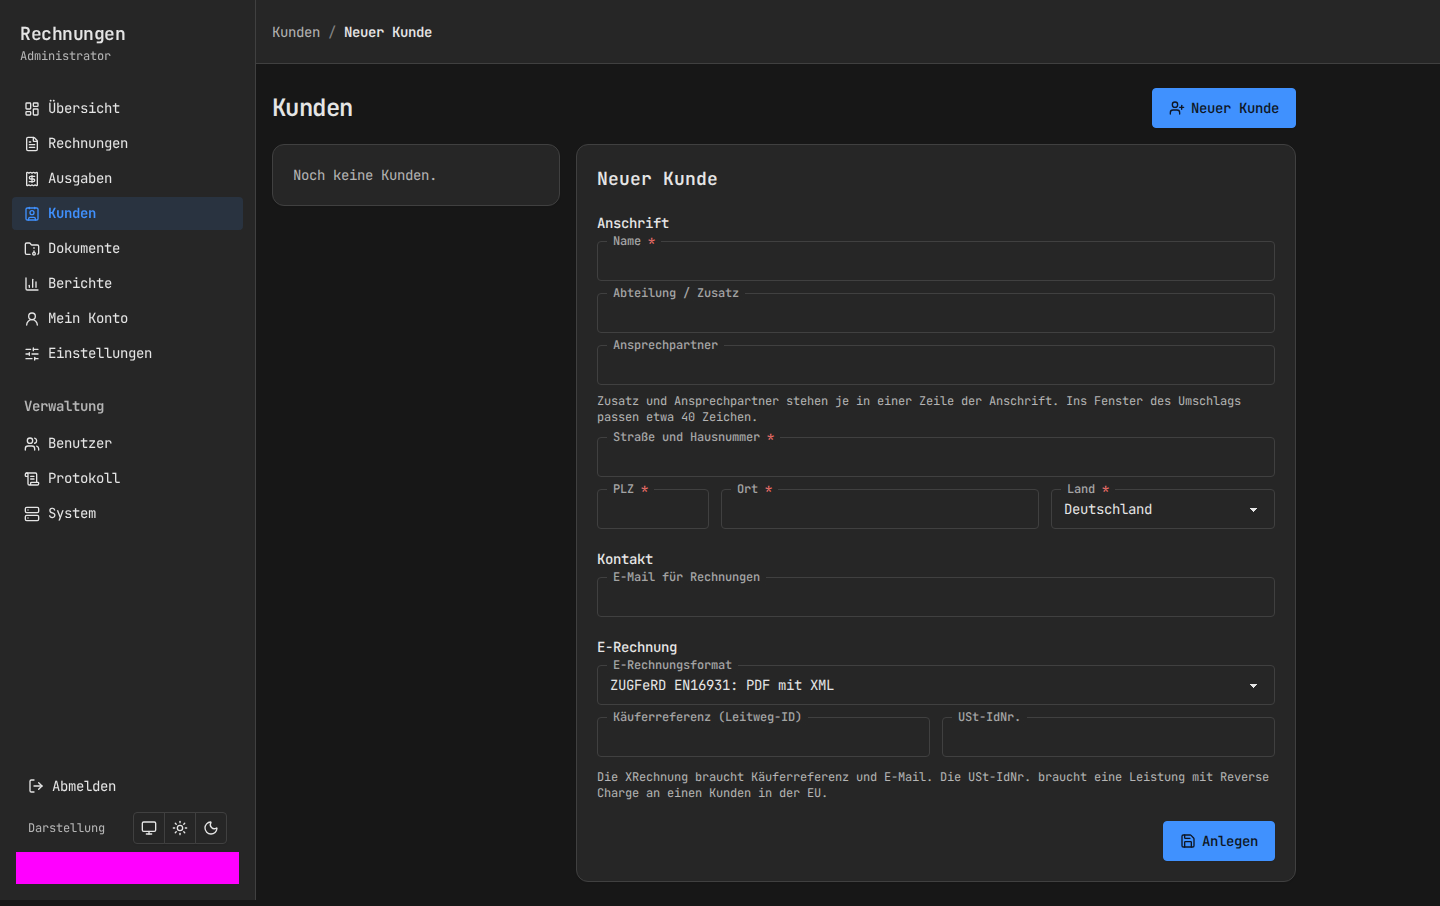 Rechnungen
Administrator
Übersicht
Rechnungen
Ausgaben
Kunden
Dokumente
Berichte
Mein Konto
Einstellungen
Verwaltung
Benutzer
Protokoll
System
Abmelden
Darstellung
Kunden / Neuer Kunde
Kunden
Neuer Kunde
Noch keine Kunden.
Neuer Kunde
Anschrift
Name *
Abteilung / Zusatz
Ansprechpartner
Zusatz und Ansprechpartner stehen je in einer Zeile der Anschrift. Ins Fenster des Umschlags
passen etwa 40 Zeichen.
Straße und Hausnummer *
PLZ *
Ort *
Land *
Deutschland
Kontakt
E-Mail für Rechnungen
E-Rechnung
E-Rechnungsformat
ZUGFeRD EN16931: PDF mit XML
Käuferreferenz (Leitweg-ID)
USt-IdNr.
Die XRechnung braucht Käuferreferenz und E-Mail. Die USt-IdNr. braucht eine Leistung mit Reverse
Charge an einen Kunden in der EU.
Anlegen